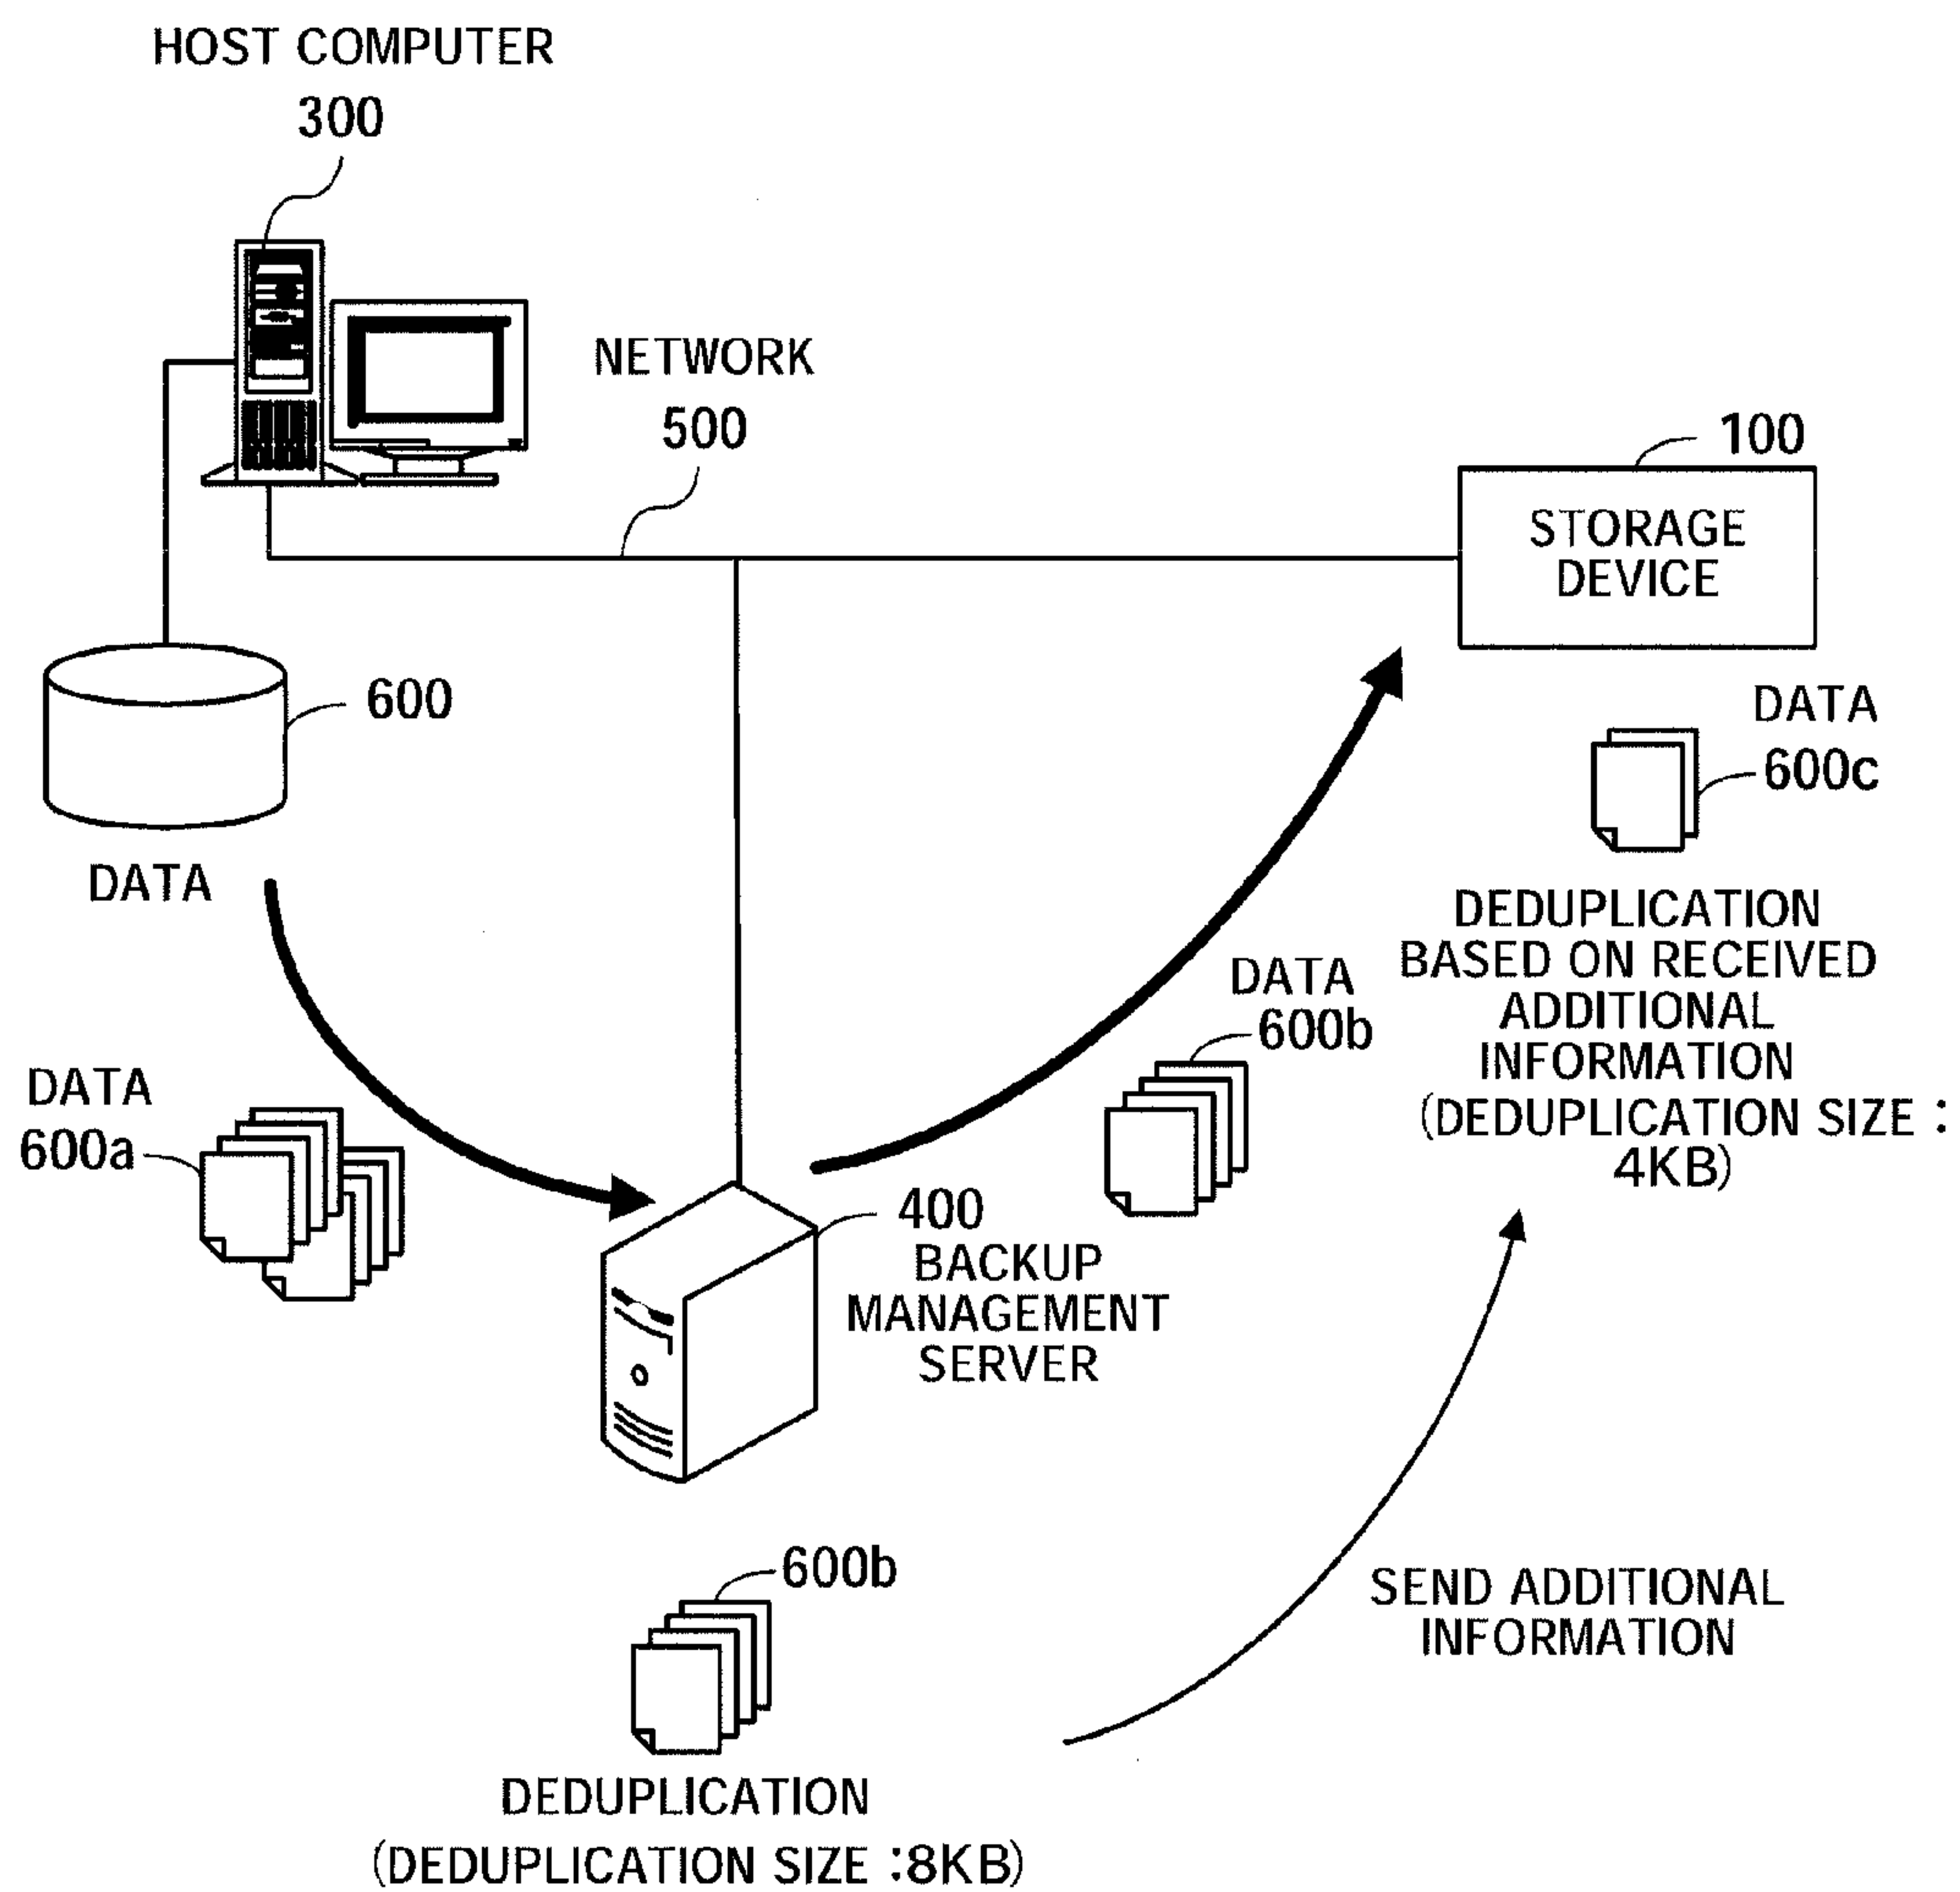 HOST COMPUTER
300
NETWORK
500
100
STORAGE
DEVICE
600
DATA
DATA
600c
DEDUPLICATION
BASED ON RECEIVED
ADDITIONAL
INFORMATION
(DEDUPLICATION SIZE :
4KB)
DATA
600b
DATA
600a
400
BACKUP
MANAGEMENT
SERVER
600b
SEND ADDITIONAL
INFORMATION
DEDUPLICATION
(DEDUPLICATION SIZE :8KB)